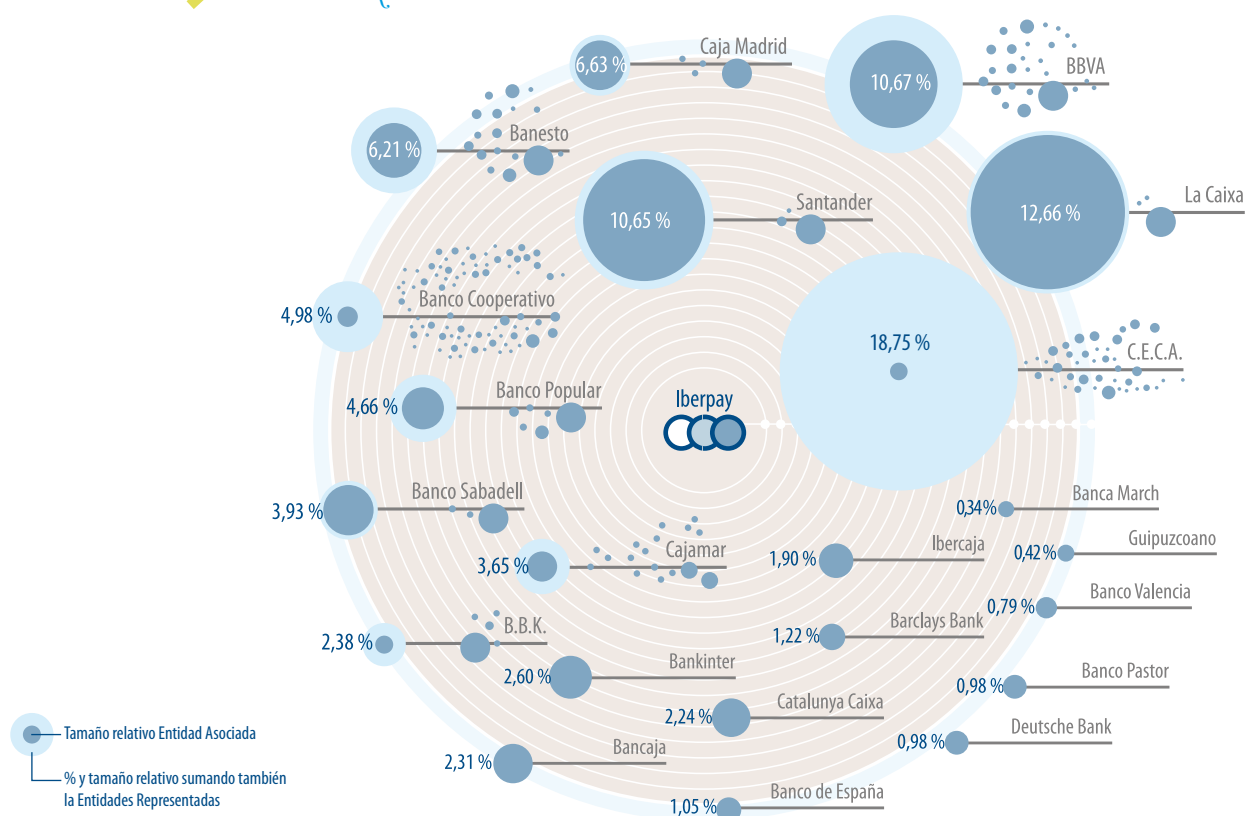 Caja Madrid
6,63 %
BBVA
10,67 %
Banesto
6,21 %
La Caixa
12,66 %
Santander
10,65 %
Banco Cooperativo
4,98 %
18,75 %
C.E.C.A.
Banco Popular
4,66 %
Iberpay
Banco Sabadell
3,93 %
Banca March
0,34%
Guipuzcoano
0,42 %
Ibercaja
1,90 %
Cajamar
3,65 %
Banco Valencia
0,79 %
Barclays Bank
1,22 %
B.B.K.
2,38 %
Bankinter
2,60 %
Banco Pastor
0,98 %
Catalunya Caixa
2,24 %
Deutsche Bank
0,98 %
Bancaja
2,31 %
Banco de España
1,05 %
Tamaño relativo Entidad Asociada
% y tamaño relativo sumando también
la Entidades Representadas